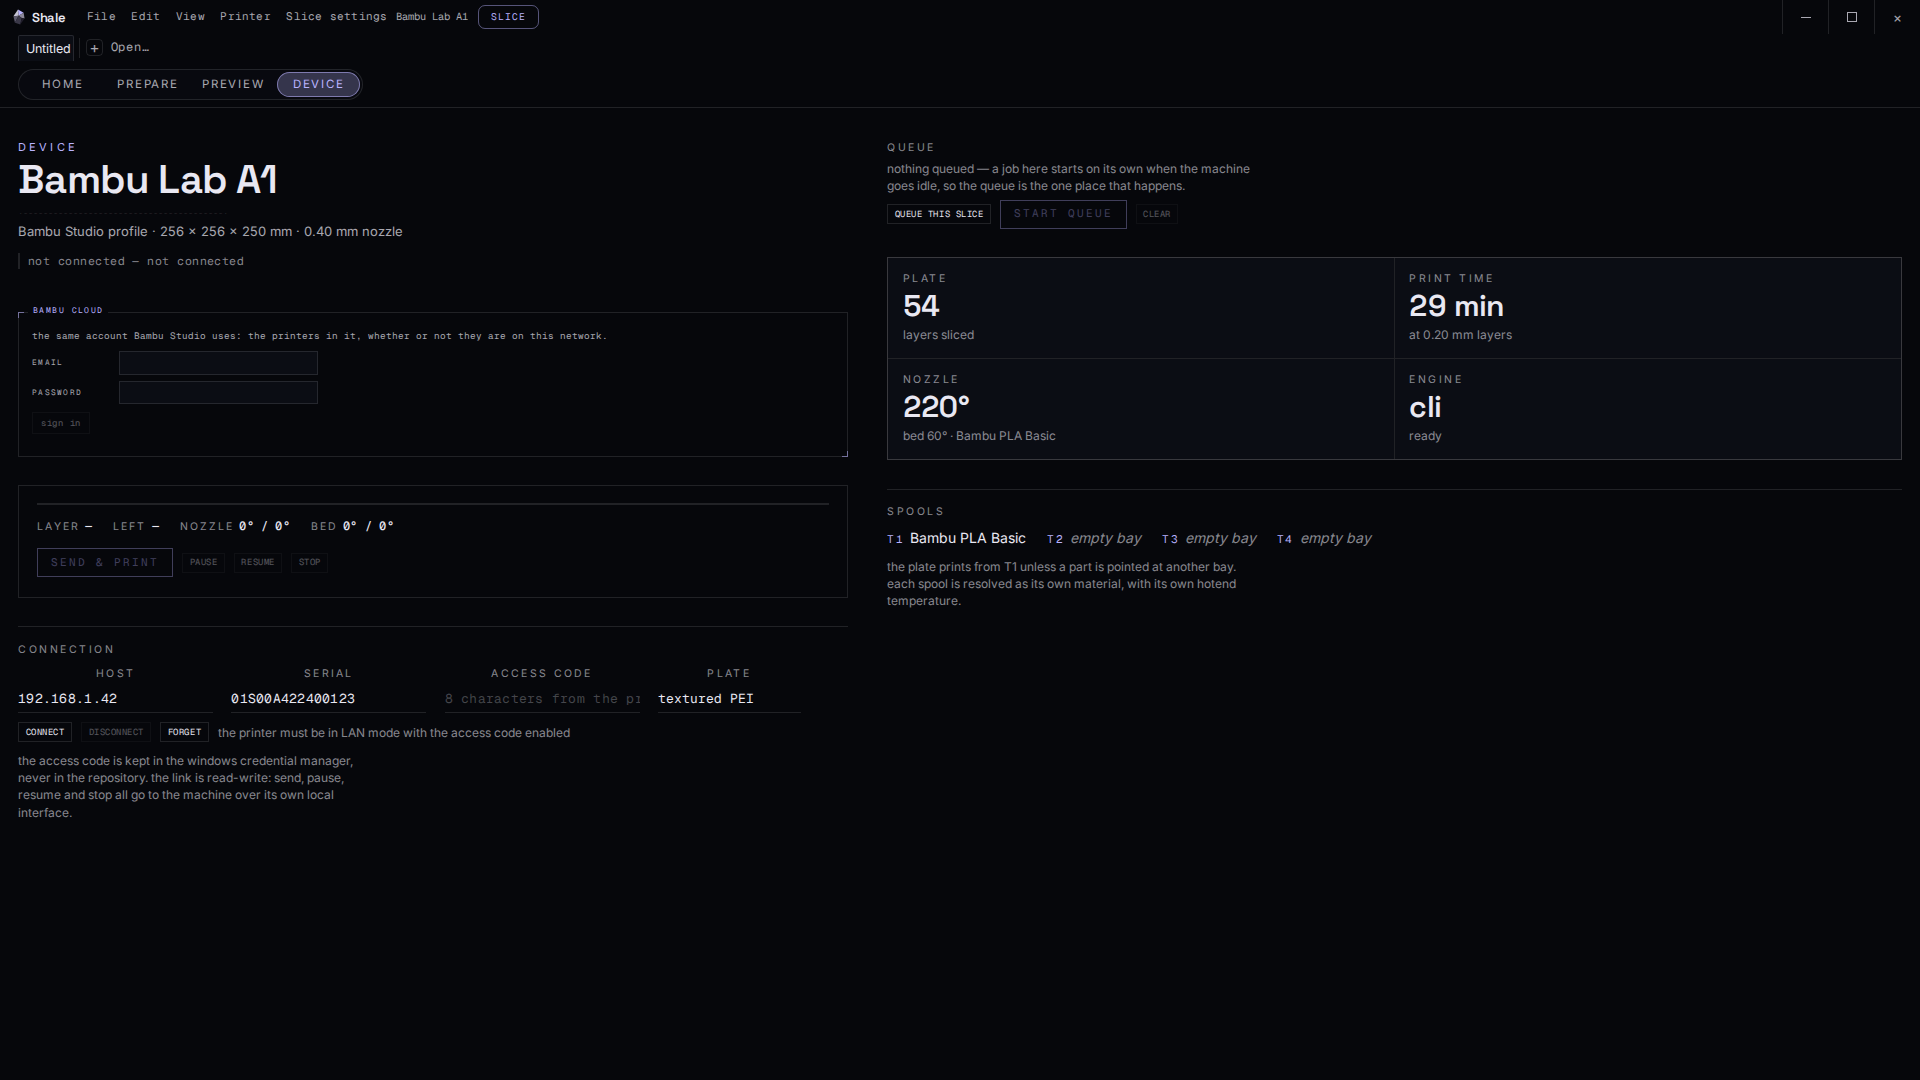 Shale File Edit View Printer Slice settings Bambu Lab A1 SLICE
Untitled + Open…
HOME PREPARE PREVIEW DEVICE
DEVICE
Bambu Lab A1
Bambu Studio profile · 256 × 256 × 250 mm · 0.40 mm nozzle
not connected — not connected
BAMBU CLOUD
the same account Bambu Studio uses: the printers in it, whether or not they are on this network.
EMAIL
PASSWORD
sign in
LAYER — LEFT — NOZZLE 0° / 0° BED 0° / 0°
SEND & PRINT PAUSE RESUME STOP
CONNECTION
HOST SERIAL ACCESS CODE PLATE
192.168.1.42 01S00A422400123 8 characters from the pr textured PEI
CONNECT DISCONNECT FORGET the printer must be in LAN mode with the access code enabled
the access code is kept in the windows credential manager,
never in the repository. the link is read-write: send, pause,
resume and stop all go to the machine over its own local
interface.
QUEUE
nothing queued — a job here starts on its own when the machine
goes idle, so the queue is the one place that happens.
QUEUE THIS SLICE START QUEUE CLEAR
PLATE
54
layers sliced
PRINT TIME
29 min
at 0.20 mm layers
NOZZLE
220°
bed 60° · Bambu PLA Basic
ENGINE
cli
ready
SPOOLS
T1 Bambu PLA Basic T2 empty bay T3 empty bay T4 empty bay
the plate prints from T1 unless a part is pointed at another bay.
each spool is resolved as its own material, with its own hotend
temperature.